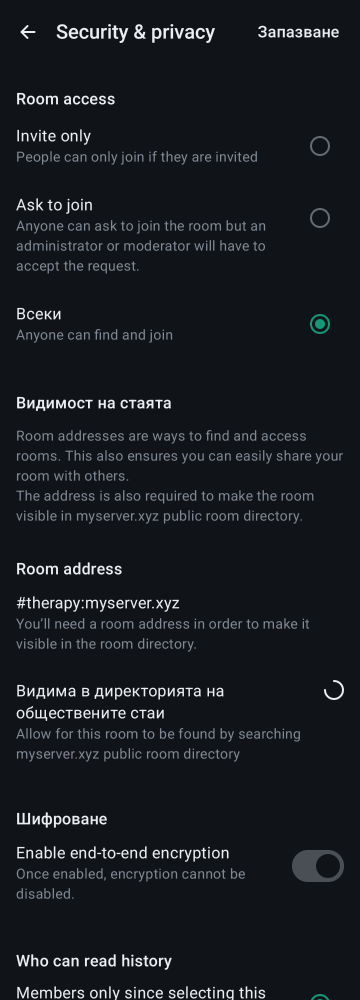 Security & privacy
Запазване
Room access
Invite only
People can only join if they are invited
Ask to join
Anyone can ask to join the room but an
administrator or moderator will have to
accept the request.
Всеки
Anyone can find and join
Видимост на стаята
Room addresses are ways to find and access
rooms. This also ensures you can easily share your
room with others.
The address is also required to make the room
visible in myserver.xyz public room directory.
Room address
#therapy:myserver.xyz
You’ll need a room address in order to make it
visible in the room directory.
Видима в директорията на
обществените стаи
Allow for this room to be found by searching
myserver.xyz public room directory
Шифроване
Enable end-to-end encryption
Once enabled, encryption cannot be
disabled.
Who can read history
Members only since selecting this